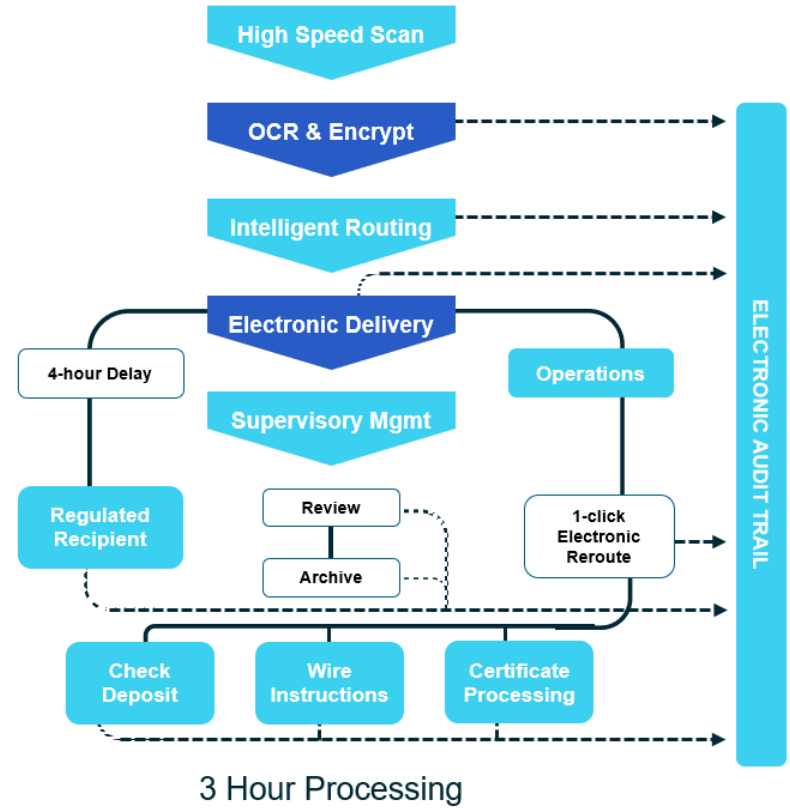 High Speed Scan
OCR & Encrypt
Intelligent Routing
Electronic Delivery
4-hour Delay
Operations
Supervisory Mgmt
Regulated
Recipient
Review
Archive
1-click
Electronic
Reroute
Check
Deposit
Wire
Instructions
Certificate
Processing
ELECTRONIC AUDIT TRAIL
3 Hour Processing